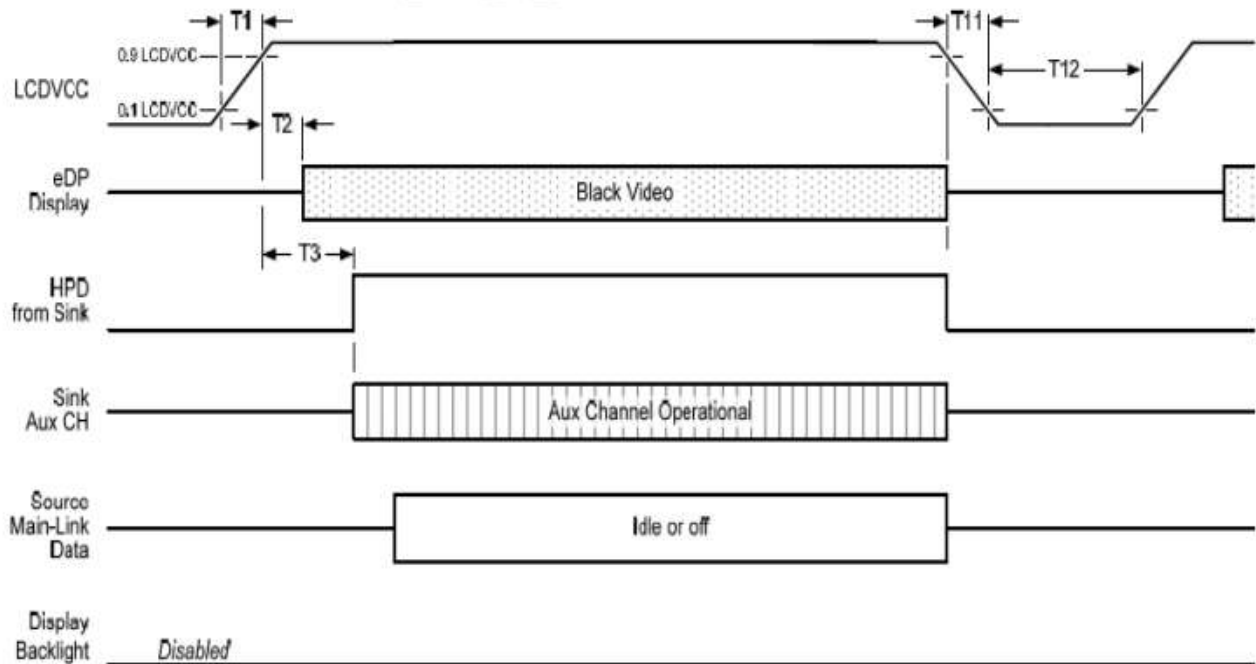 T1
T11
0.9 LCDVCC
LCDVCC
T12
0.1 LCDVCC
T2
eDP
Display
Black Video
T3
HPD
from Sink
Sink
Aux CH
Aux Channel Operational
Source
Main-Link
Data
Idle or off
Display
Backlight
Disabled